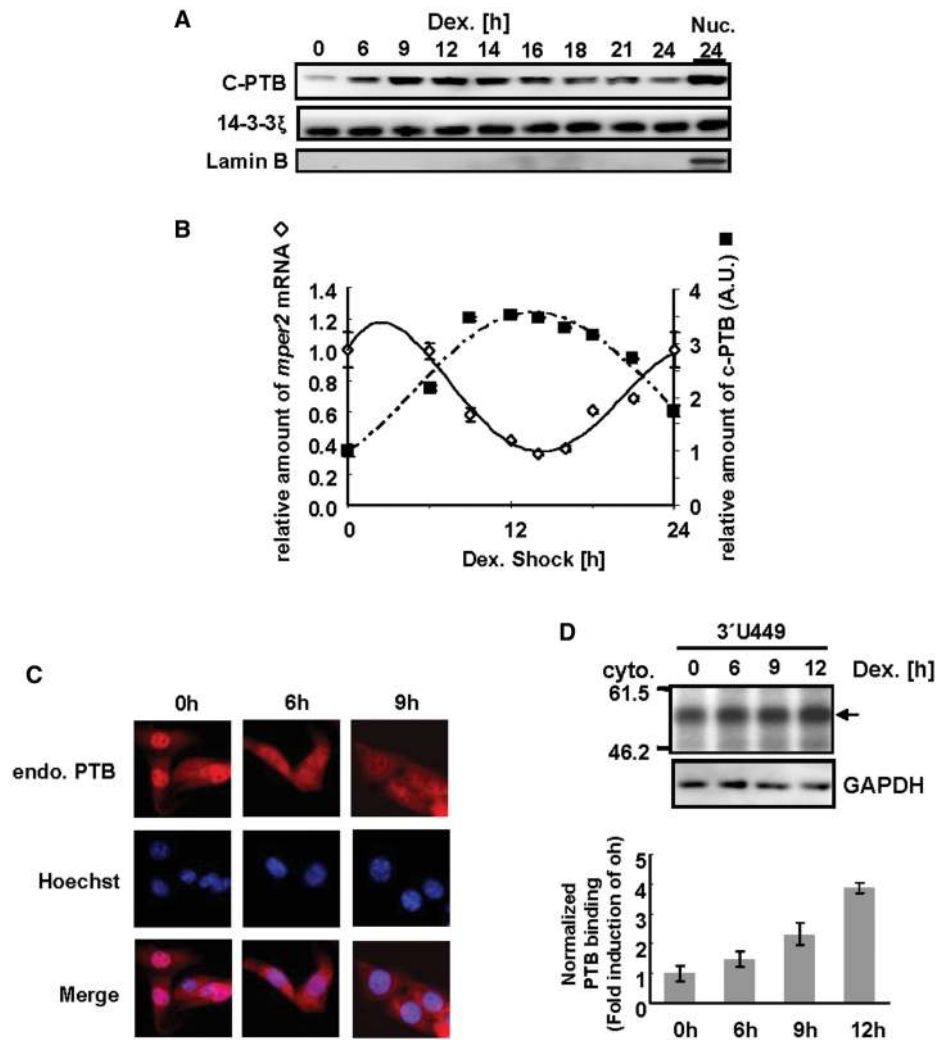 A
Dex. [h]
Nuc.
0 6 9 12 14 16 18 21 24 24
C-PTB
14-3-3ξ
Lamin B
B
relative amount of mper2 mRNA ◇
relative amount of c-PTB (A.U.) ■
1.4
1.2
1.0
0.8
0.6
0.4
0.2
0.0
4
3
2
1
0
0 12 24
Dex. Shock [h]
C
0h 6h 9h
endo. PTB
Hoechst
Merge
D
3´U449
cyto. 0 6 9 12 Dex. [h]
61.5
46.2
GAPDH
Normalized
PTB binding
(Fold induction of oh)
5
4
3
2
1
0
0h 6h 9h 12h